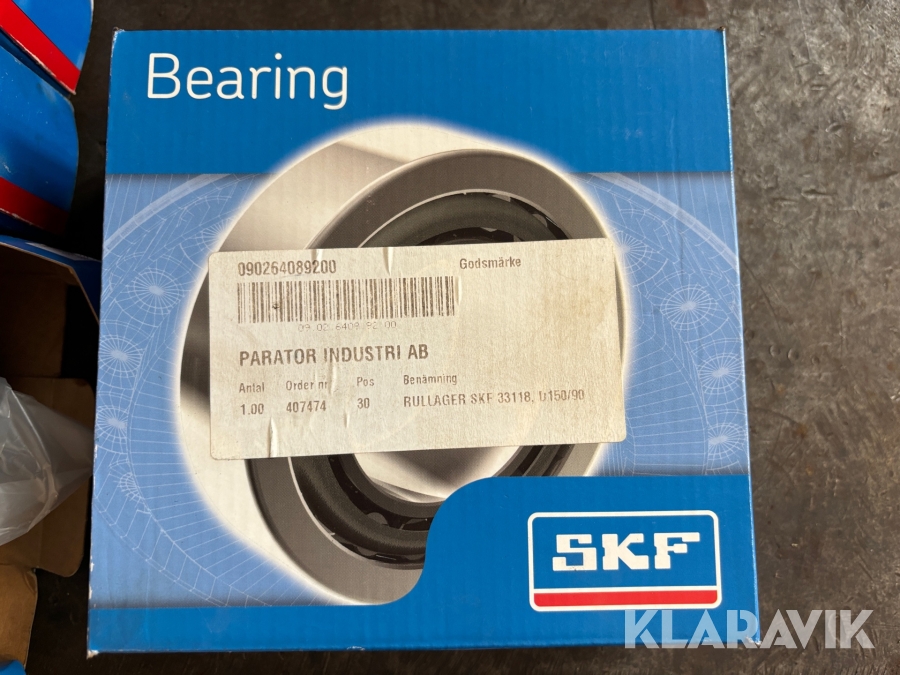 Bearing
090264089200
Godsmärke
09 02 6409 92 00
PARATOR INDUSTRI AB
Antal Order nr Pos Benämning
1.00 407474 30 RULLAGER SKF 33118, D150/90
SKF
KLARAVIK